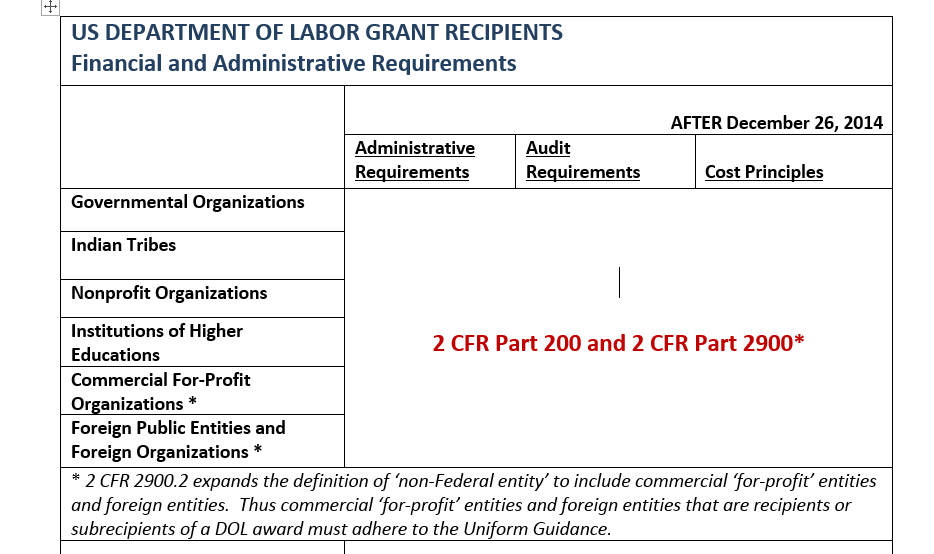 US DEPARTMENT OF LABOR GRANT RECIPIENTS
Financial and Administrative Requirements
AFTER December 26, 2014
Administrative
Requirements
Audit
Requirements
Cost Principles
Governmental Organizations
Indian Tribes
Nonprofit Organizations
Institutions of Higher
Educations
Commercial For-Profit
Organizations *
Foreign Public Entities and
Foreign Organizations *
2 CFR Part 200 and 2 CFR Part 2900*
* 2 CFR 2900.2 expands the definition of ‘non-Federal entity’ to include commercial ‘for-profit’ entities
and foreign entities.  Thus commercial ‘for-profit’ entities and foreign entities that are recipients or
subrecipients of a DOL award must adhere to the Uniform Guidance.